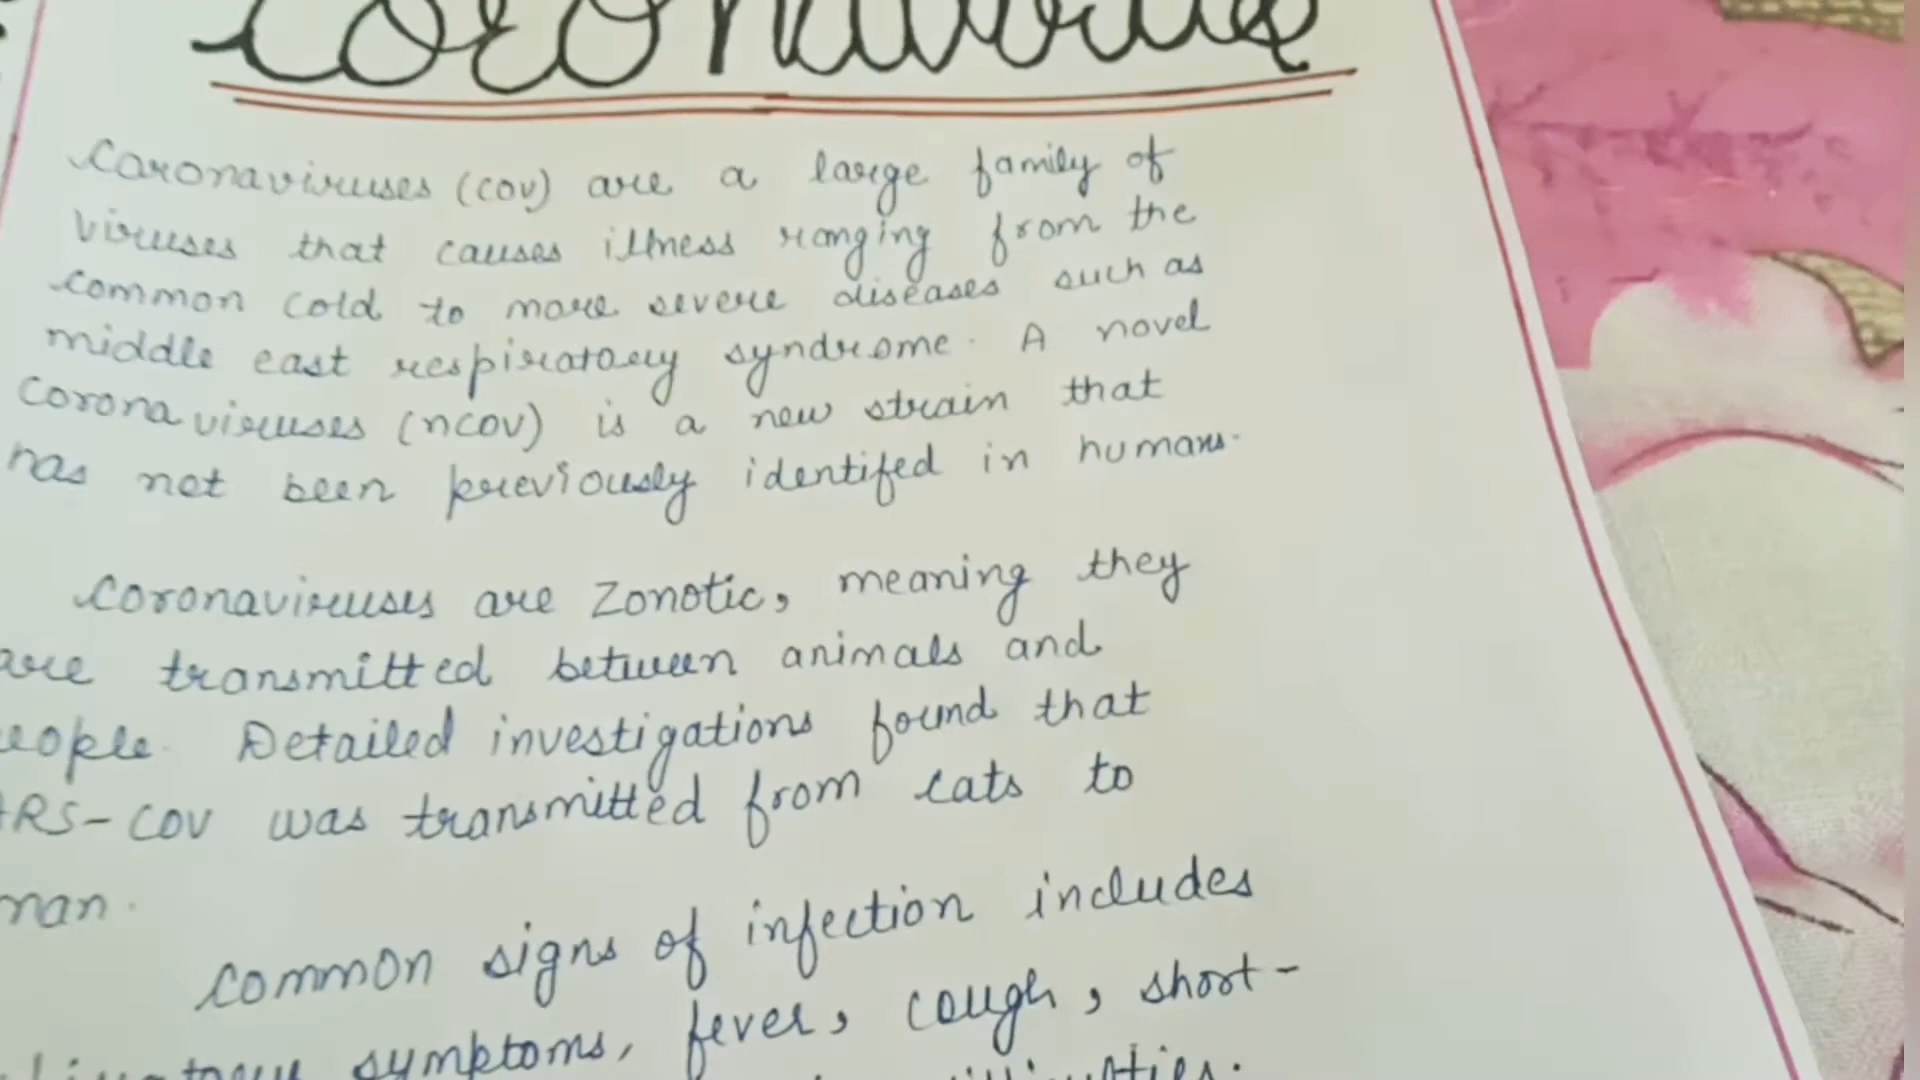 Coronavirus
Coronaviruses (cov) are a large family of
viruses that causes illness ranging from the
common cold to more severe diseases such as
middle east respiratory syndrome. A novel
Corona viruses (ncov) is a new strain that
has not been previously identifed in humans.
Coronaviruses are Zonotic, meaning they
are transmitted between animals and
eople. Detailed investigations found that
ARS-COV was transmitted from cats to
man.
Common signs of infection includes
symptoms, fever, cough, short-